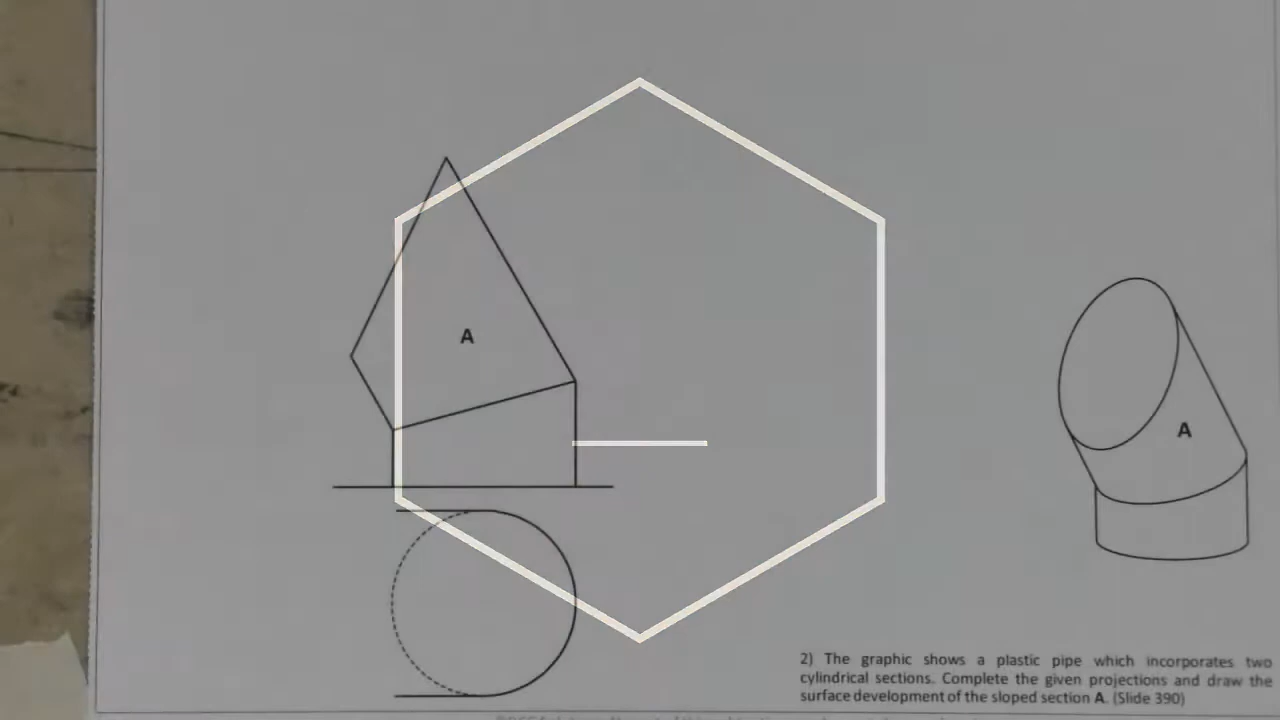 A
A
2) The graphic shows a plastic pipe which incorporates two
cylindrical sections. Complete the given projections and draw the
surface development of the sloped section A. (Slide 390)